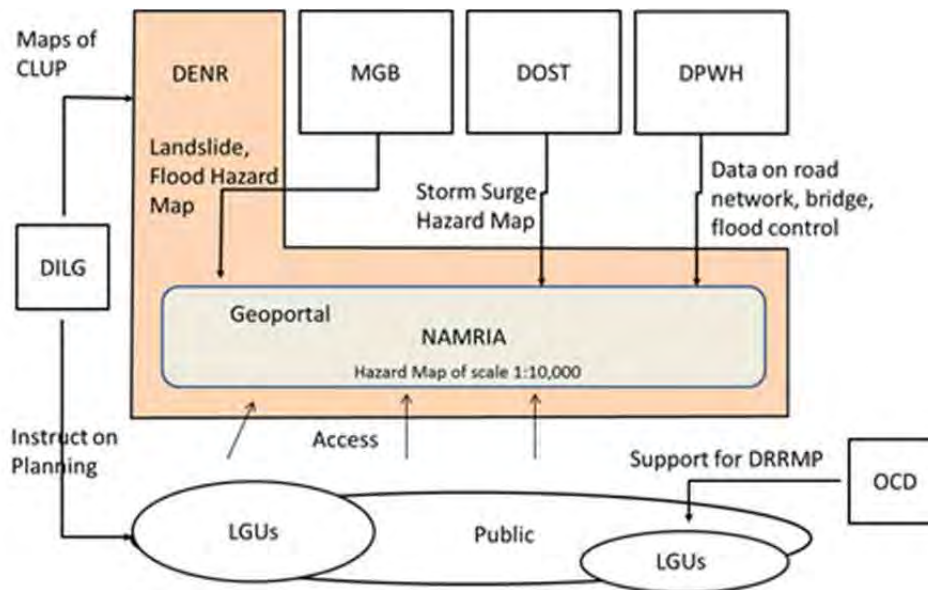 Maps of
CLUP
DENR
MGB
DOST
DPWH
Landslide,
Flood Hazard
Map
Storm Surge
Hazard Map
Data on road
network, bridge,
flood control
DILG
Geoportal
NAMRIA
Hazard Map of scale 1:10,000
Instruct on
Planning
Access
Support for DRRMP
OCD
LGUs
Public
LGUs